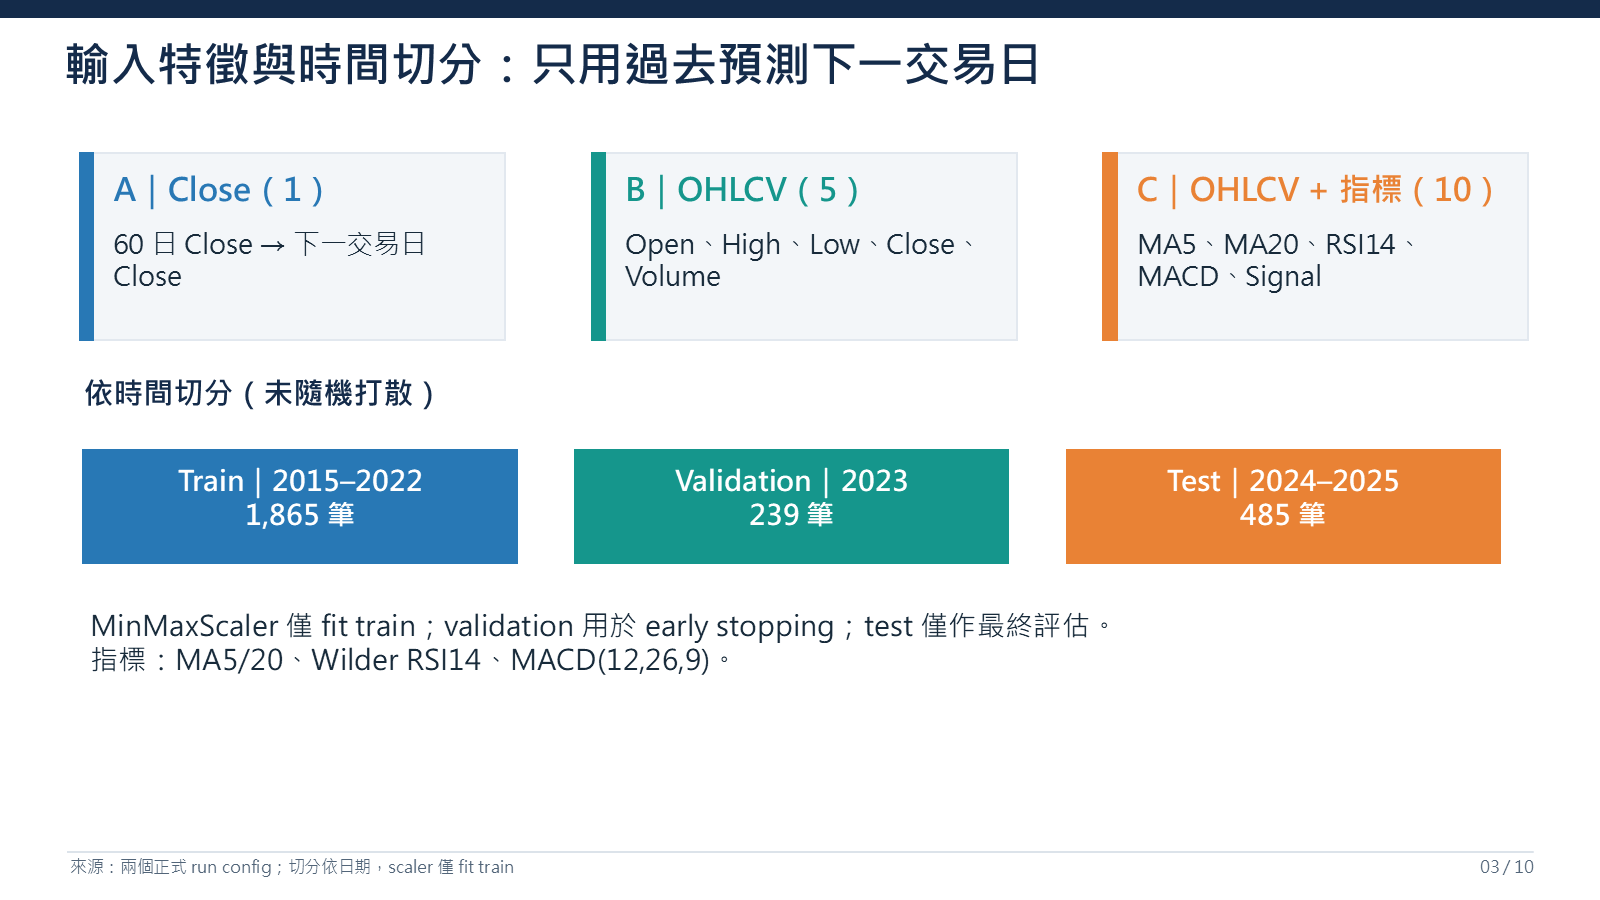 輸入特徵與時間切分：只用過去預測下一交易日
A｜Close（1）
60 日 Close → 下一交易日
Close
B｜OHLCV（5）
Open、High、Low、Close、
Volume
C｜OHLCV + 指標（10）
MA5、MA20、RSI14、
MACD、Signal
依時間切分（未隨機打散）
Train｜2015–2022
1,865 筆
Validation｜2023
239 筆
Test｜2024–2025
485 筆
MinMaxScaler 僅 fit train；validation 用於 early stopping；test 僅作最終評估。
指標：MA5/20、Wilder RSI14、MACD(12,26,9)。
來源：兩個正式 run config；切分依日期，scaler 僅 fit train
03 / 10